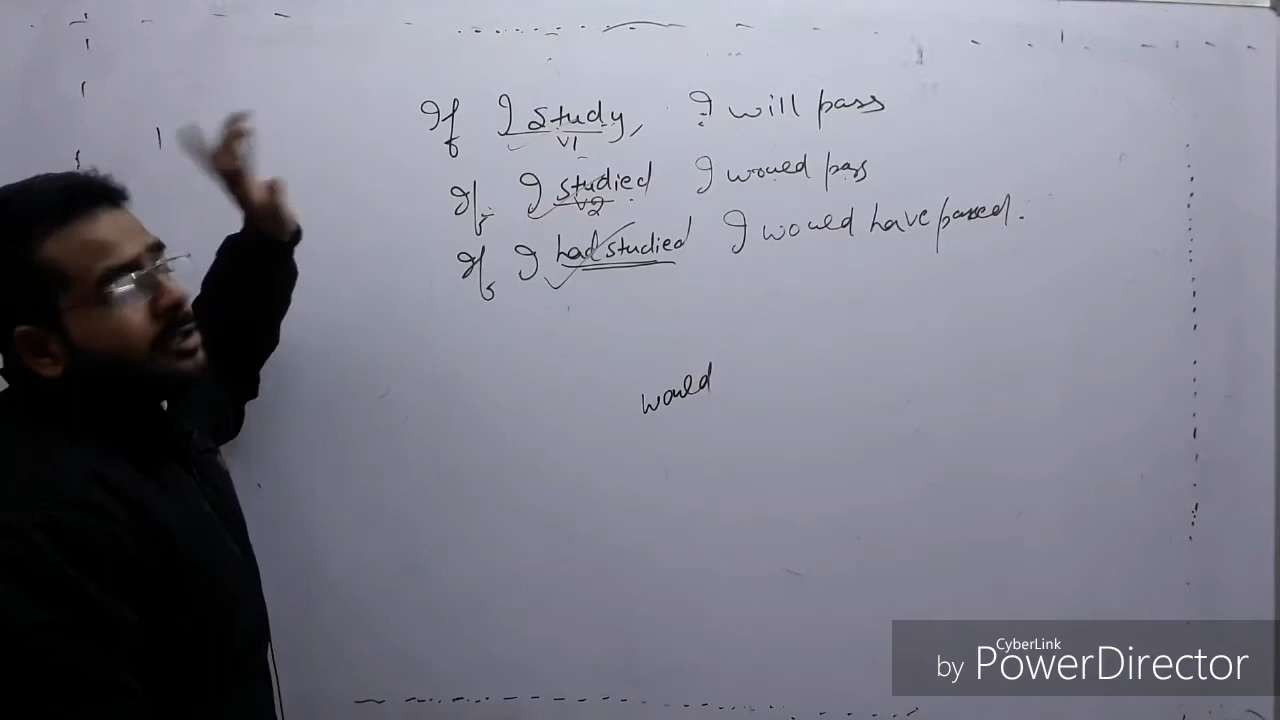 If I study, I will pass
V1
If I studied I would pass
V2
If I had studied I would have passed.
would
CyberLink
by PowerDirector